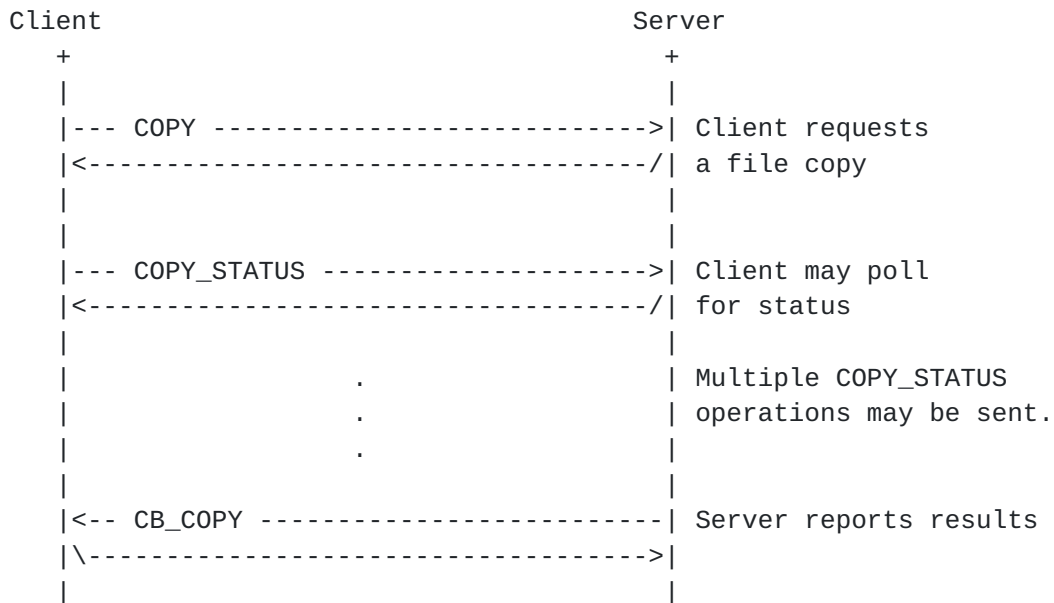 Client                             Server
   +                                  +
   |                                  |
   |--- COPY ---------------------------->| Client requests
   |<------------------------------------/| a file copy
   |                                  |
   |                                  |
   |--- COPY_STATUS --------------------->| Client may poll
   |<------------------------------------/| for status
   |                                  |
   |                  .               | Multiple COPY_STATUS
   |                  .               | operations may be sent.
   |                  .               |
   |                                  |
   |<-- CB_COPY --------------------------| Server reports results
   |\------------------------------------>|
   |                                  |